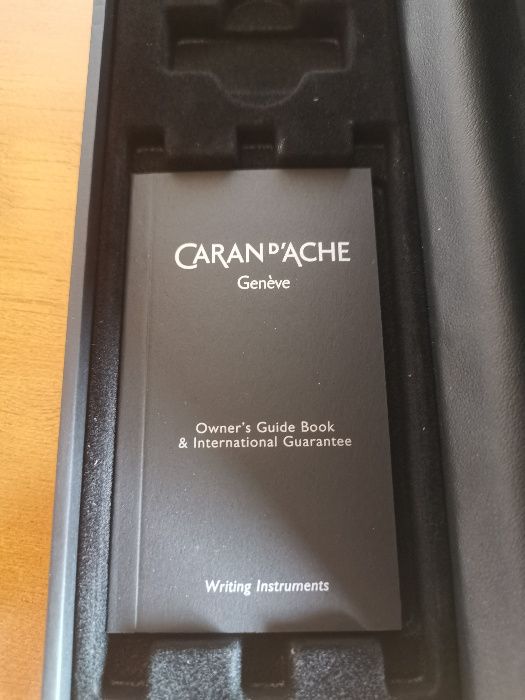 CARAN D'ACHE
Genève
Owner's Guide Book
& International Guarantee
Writing Instruments